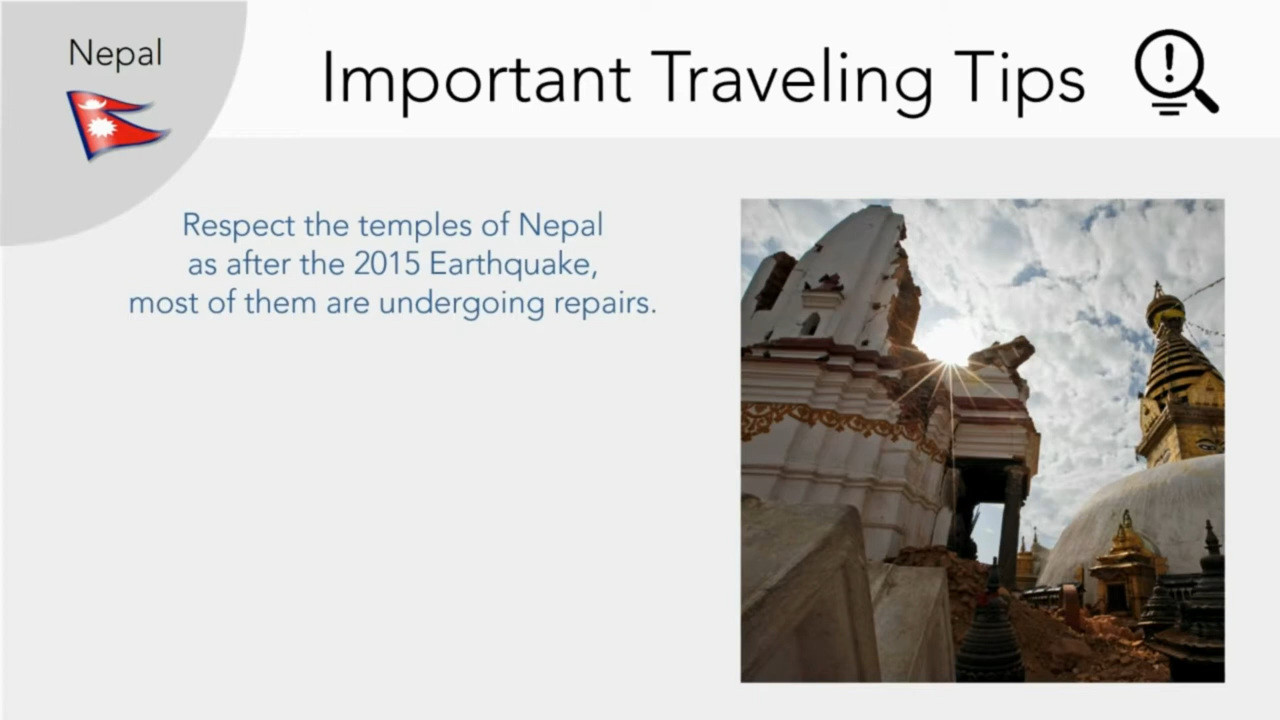 Nepal
Important Traveling Tips
Respect the temples of Nepal
as after the 2015 Earthquake,
most of them are undergoing repairs.